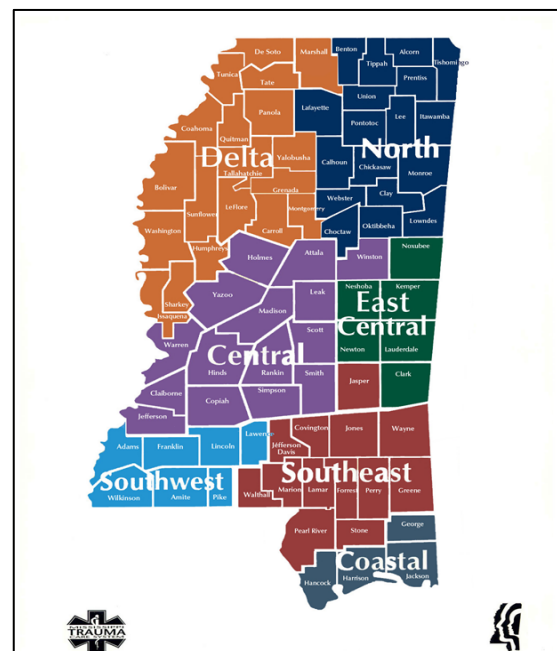 De Soto
Marshall
Benton
Alcorn
Tippah
Tishomingo
Tunica
Tate
Prentiss
Panola
Lafayette
Union
Pontotoc
Lee
Itawamba
Coahoma
Quitman
Delta
North
Yalobusha
Tallahatchie
Calhoun
Chickasaw
Monroe
Bolivar
Grenada
Sunflower
LeFlore
Montgomery
Webster
Clay
Washington
Carroll
Choctaw
Oktibbeha
Lowndes
Humphreys
Holmes
Attala
Winston
Noxubee
Sharkey
Issaquena
Yazoo
Madison
Leak
Neshoba
Kemper
East
Central
Warren
Scott
Central
Newton
Lauderdale
Hinds
Rankin
Smith
Jasper
Clark
Claiborne
Simpson
Copiah
Jefferson
Adams
Franklin
Lincoln
Lawence
Jefferson
Davis
Covington
Jones
Wayne
Southwest
Southeast
Wilkinson
Amite
Pike
Walthall
Marion
Lamar
Forrest
Perry
Greene
Pearl River
Stone
George
Coastal
Hancock
Harrison
Jackson
MISSISSIPPI
TRAUMA
CARE SYSTEM